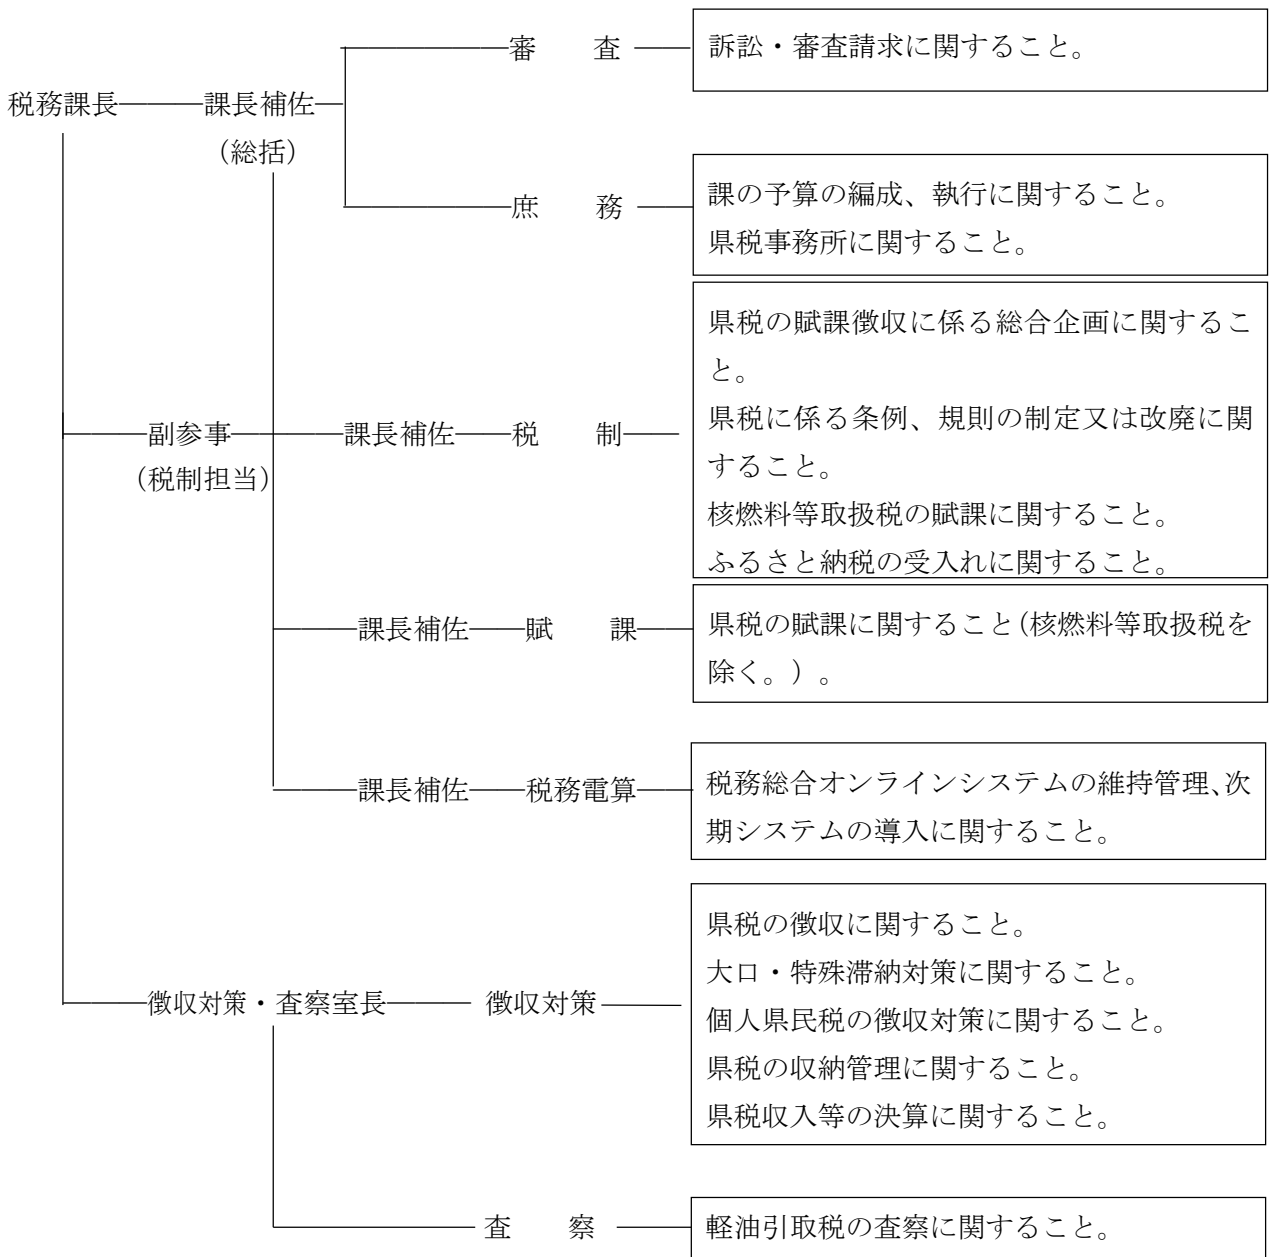 審　　査
訴訟・審査請求に関すること。
税務課長
課長補佐
（総括）
庶　　務
課の予算の編成、執行に関すること。
県税事務所に関すること。
県税の賦課徴収に係る総合企画に関するこ
と。
県税に係る条例、規則の制定又は改廃に関
すること。
核燃料等取扱税の賦課に関すること。
ふるさと納税の受入れに関すること。
副参事
（税制担当）
課長補佐
税　　制
課長補佐
賦　　課
県税の賦課に関すること（核燃料等取扱税を
除く。）。
課長補佐
税務電算
税務総合オンラインシステムの維持管理、次
期システムの導入に関すること。
徴収対策・査察室長
徴収対策
県税の徴収に関すること。
大口・特殊滞納対策に関すること。
個人県民税の徴収対策に関すること。
県税の収納管理に関すること。
県税収入等の決算に関すること。
査　　察
軽油引取税の査察に関すること。